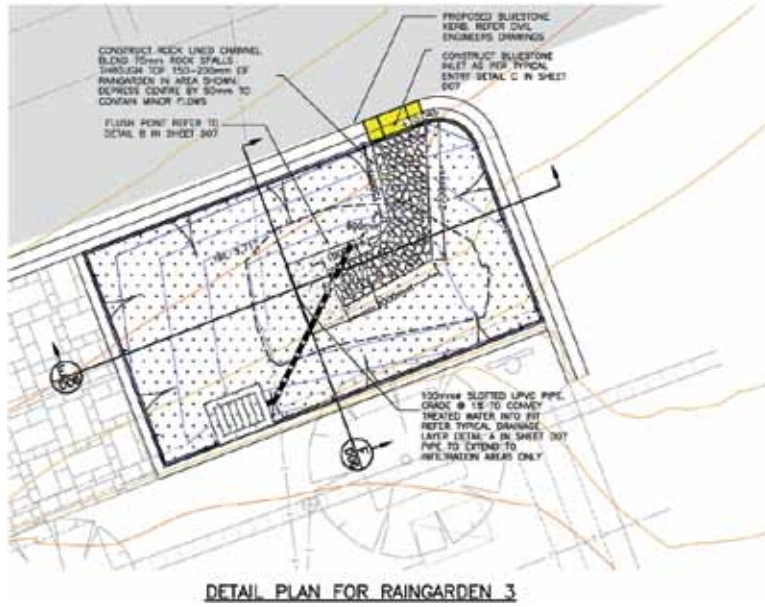 PROPOSED BLUESTONE
KERB. REFER CIVIL
ENGINEERS DRAWINGS
CONSTRUCT BLUESTONE
INLET AS PER TYPICAL
ENTRY DETAIL C IN SHEET
007
CONSTRUCT ROCK LINED CHANNEL
BLEND 75mm ROCK SPALLS
THROUGH TOP 150-200mm OF
RAINGARDEN IN AREA SHOWN
DEPRESS CENTRE BY 50mm TO
CONTAIN MINOR FLOWS
FLUSH POINT REFER TO
DETAIL B IN SHEET 007
100mmø SLOTTED UPVC PIPE.
GRADE @ 1% TO CONVEY
TREATED WATER INTO PIT
REFER TYPICAL DRAINAGE
LAYER DETAIL A IN SHEET 007
PIPE TO EXTEND TO
INFILTRATION AREAS ONLY
DETAIL PLAN FOR RAINGARDEN 3